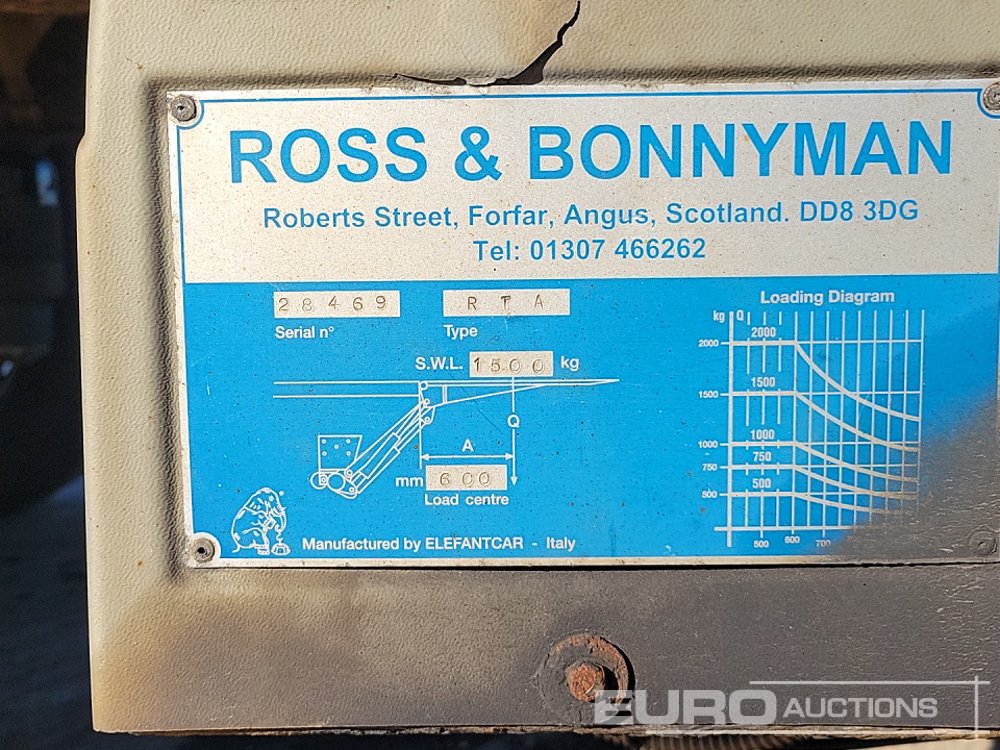 ROSS & BONNYMAN
Roberts Street, Forfar, Angus, Scotland. DD8 3DG
Tel: 01307 466262
28469 RTA
Serial n° Type
S.W.L. 1500 kg
Q
A
mm 600
Load centre
Manufactured by ELEFANTCAR - Italy
Loading Diagram
kg Q
2000
2000
1500
1500
1000
1000
750
750
500
500
500 600 700
EURO AUCTIONS